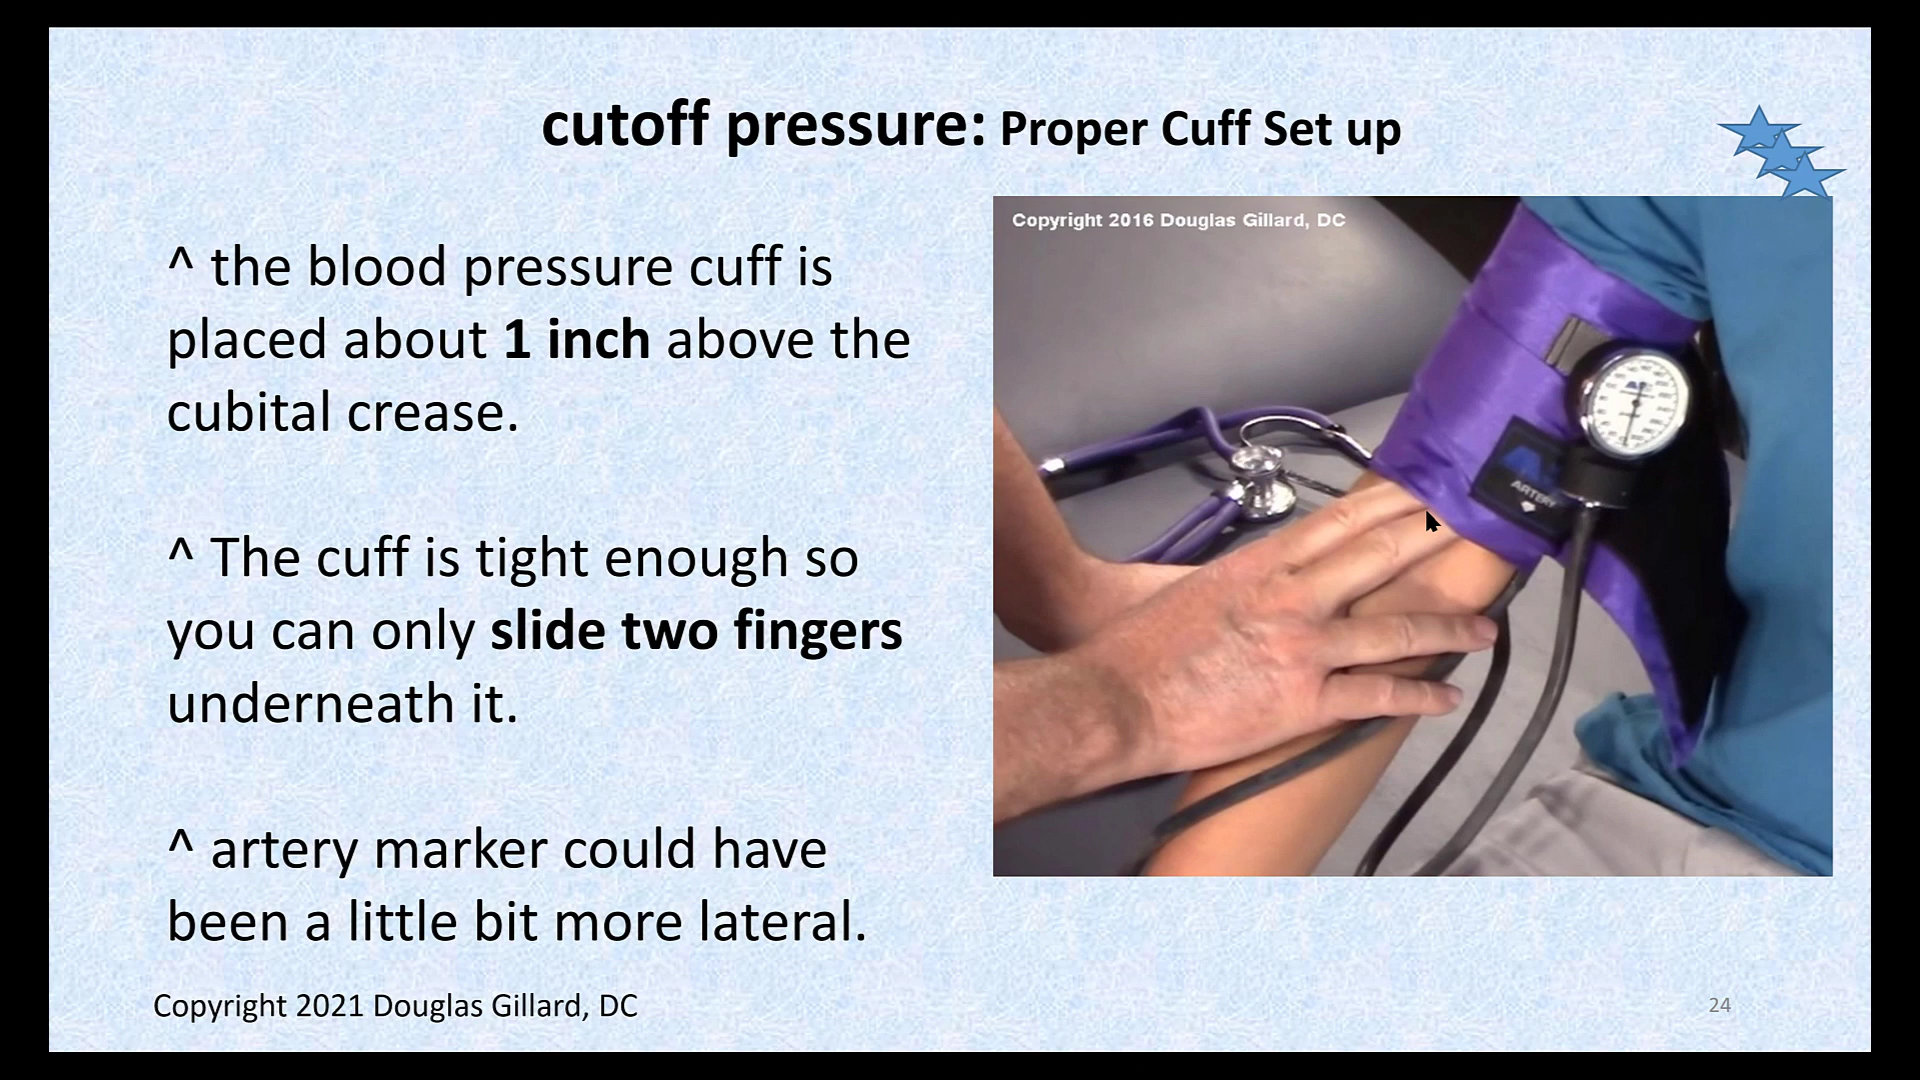 cutoff pressure: Proper Cuff Set up
^ the blood pressure cuff is
placed about 1 inch above the
cubital crease.
^ The cuff is tight enough so
you can only slide two fingers
underneath it.
^ artery marker could have
been a little bit more lateral.
Copyright 2016 Douglas Gillard, DC
ARTERY
Copyright 2021 Douglas Gillard, DC
24